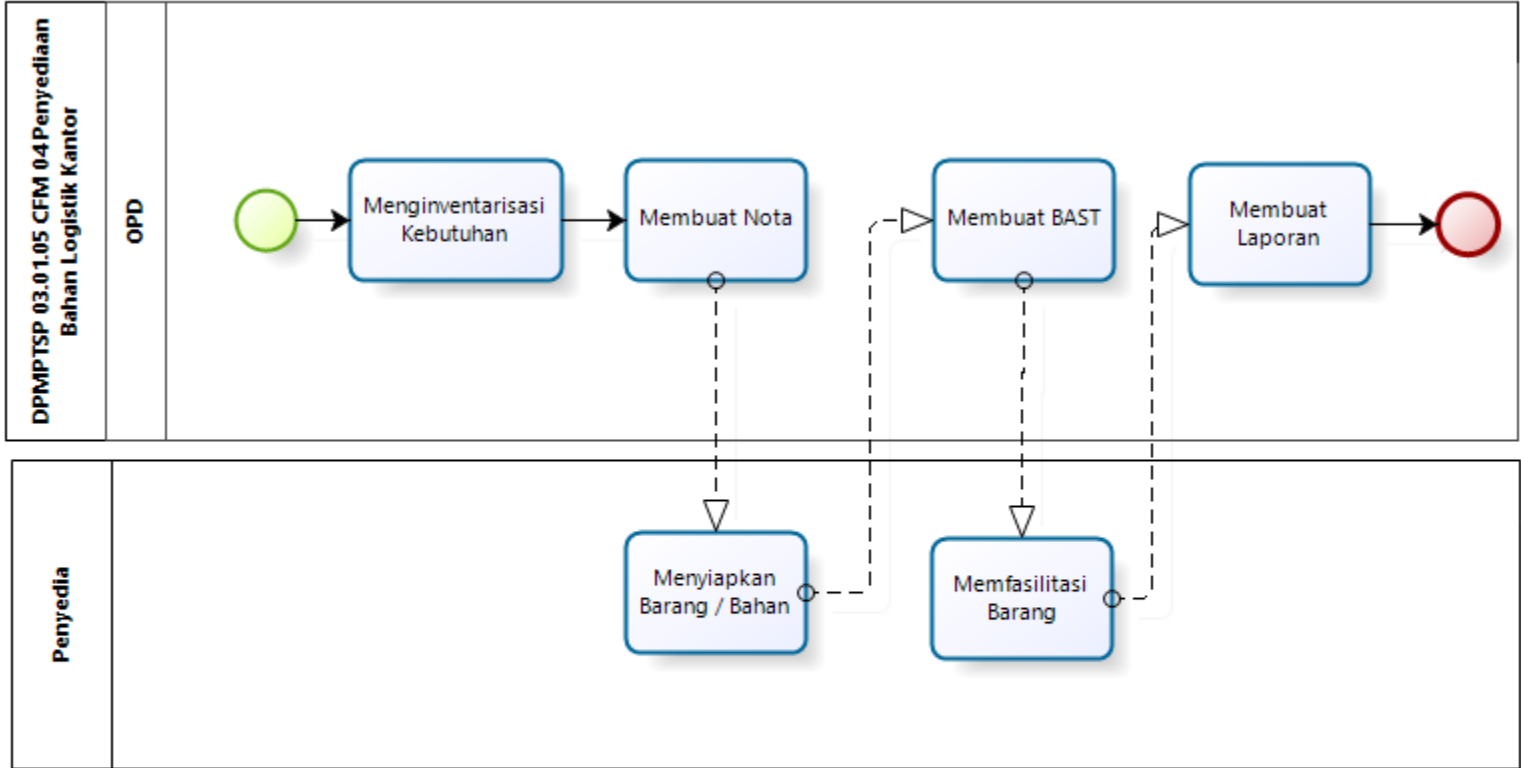 DPMPTSP 03.01.05 CFM 04 Penyediaan
Bahan Logistik Kantor
OPD
Menginventarisasi
Kebutuhan
Membuat Nota
Membuat BAST
Membuat
Laporan
Penyedia
Menyiapkan
Barang / Bahan
Memfasilitasi
Barang